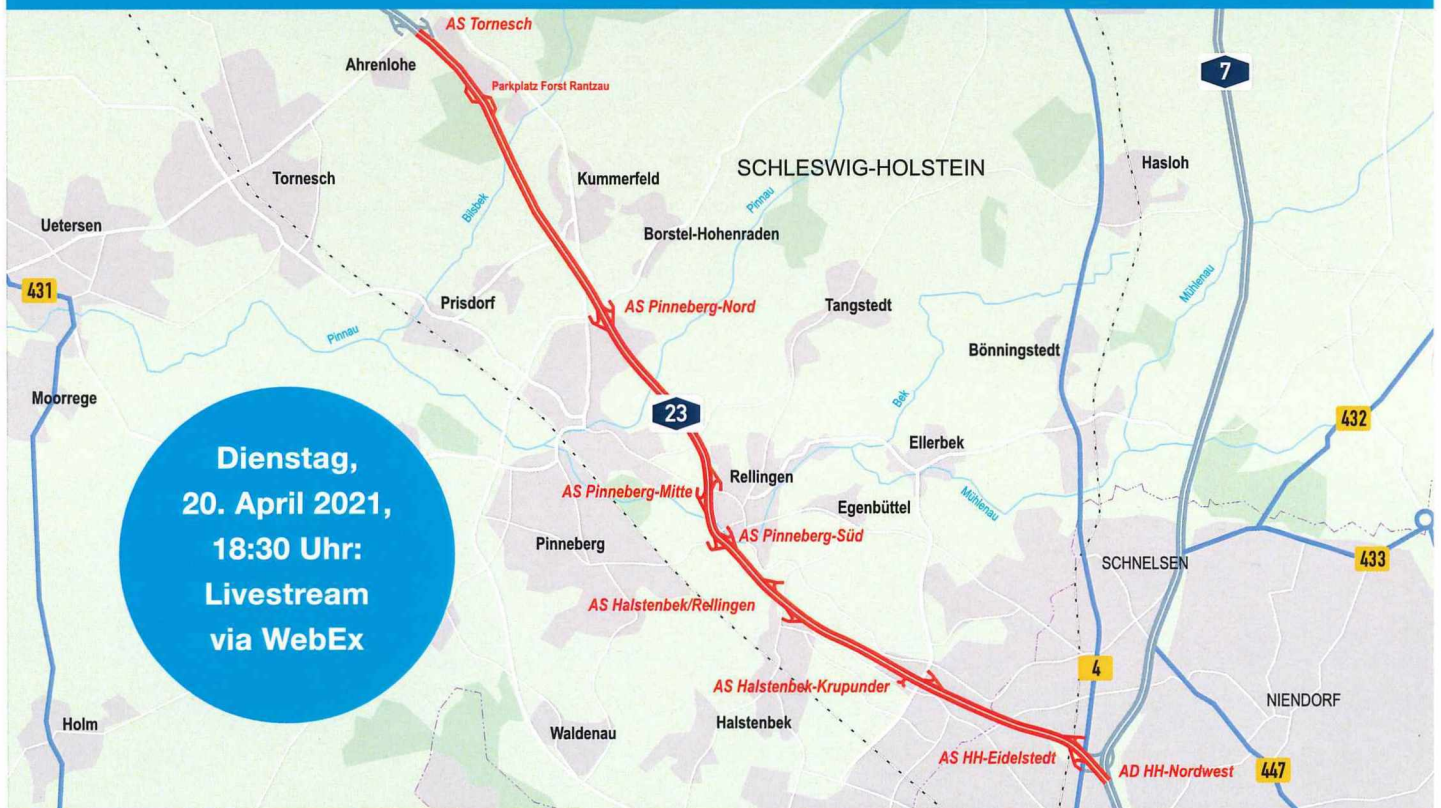 AS Tornesch
Ahrenlohe
7
Parkplatz Forst Rantzau
SCHLESWIG-HOLSTEIN
Hasloh
Tornesch
Kummerfeld
Bilsbek
Pinnau
Uetersen
Borstel-Hohenraden
431
Mühlenau
Prisdorf
AS Pinneberg-Nord
Tangstedt
Pinnau
Bönningstedt
Moorrege
Bek
23
432
Ellerbek
Dienstag,
20. April 2021,
18:30 Uhr:
Livestream
via WebEx
Rellingen
AS Pinneberg-Mitte
Egenbüttel
Mühlenau
Pinneberg
AS Pinneberg-Süd
SCHNELSEN
433
AS Halstenbek/Rellingen
4
AS Halstenbek-Krupunder
NIENDORF
Holm
Waldenau
Halstenbek
AS HH-Eidelstedt
AD HH-Nordwest
447